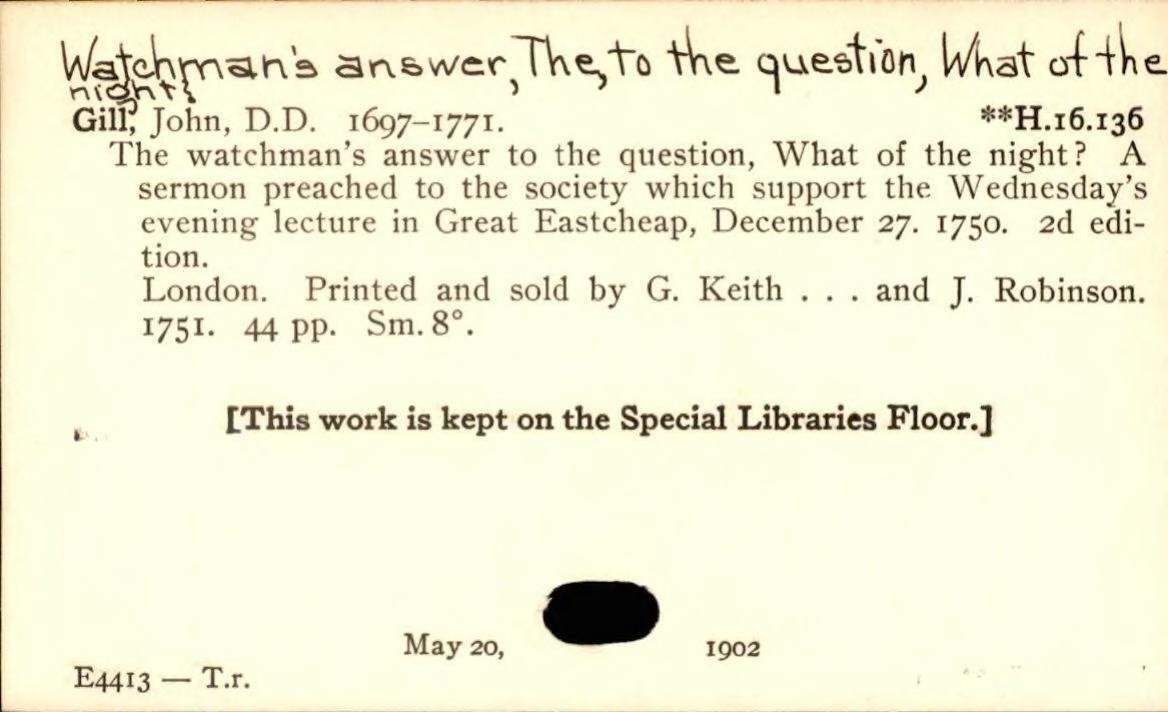 Watchman's answer, The, to the question, What of the
night?
Gill, John, D.D. 1697–1771. **H.16.136
The watchman's answer to the question, What of the night? A
sermon preached to the society which support the Wednesday's
evening lecture in Great Eastcheap, December 27. 1750. 2d edi-
tion.
London. Printed and sold by G. Keith . . . and J. Robinson.
1751. 44 pp. Sm. 8°.
[This work is kept on the Special Libraries Floor.]
May 20, 1902
E4413 — T.r.